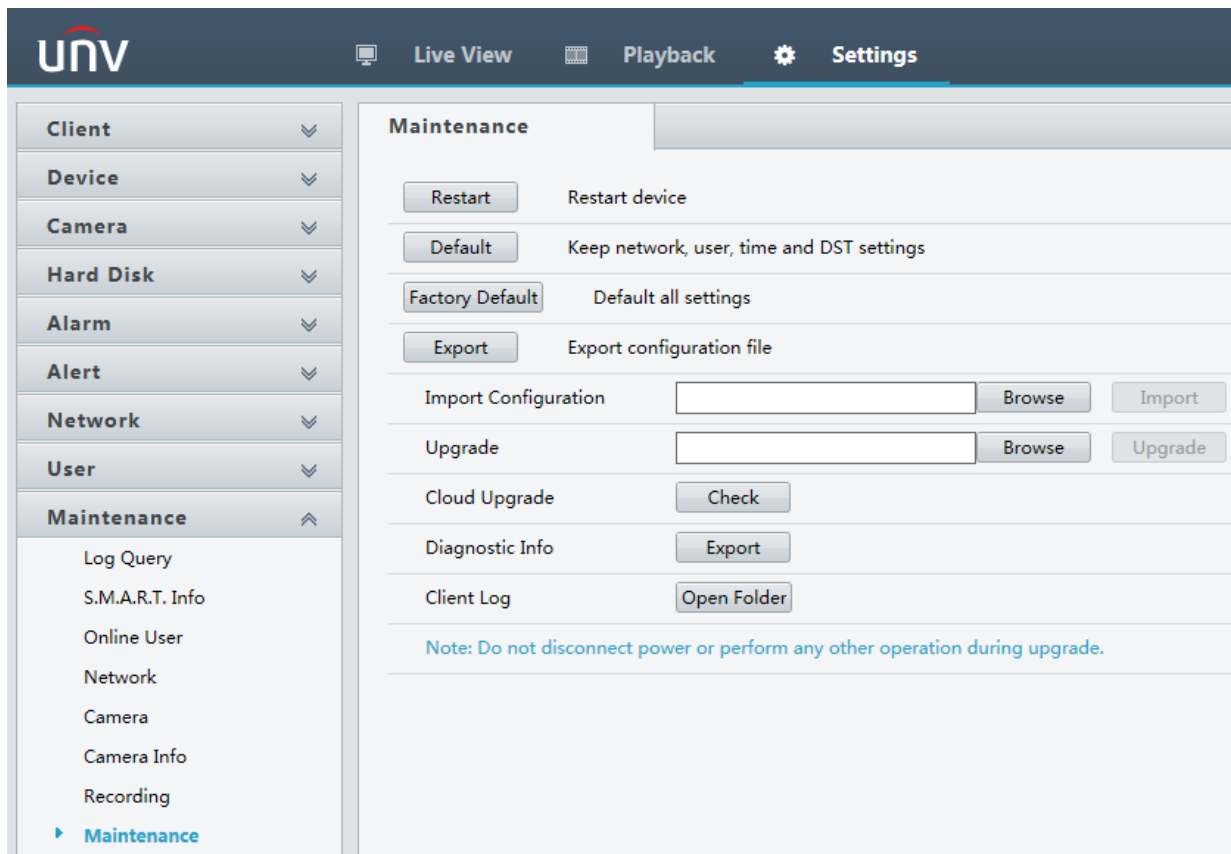 unv
Live View Playback Settings
Client
Device
Camera
Hard Disk
Alarm
Alert
Network
User
Maintenance
Log Query
S.M.A.R.T. Info
Online User
Network
Camera
Camera Info
Recording
Maintenance
Maintenance
Restart Restart device
Default Keep network, user, time and DST settings
Factory Default Default all settings
Export Export configuration file
Import Configuration Browse Import
Upgrade Browse Upgrade
Cloud Upgrade Check
Diagnostic Info Export
Client Log Open Folder
Note: Do not disconnect power or perform any other operation during upgrade.